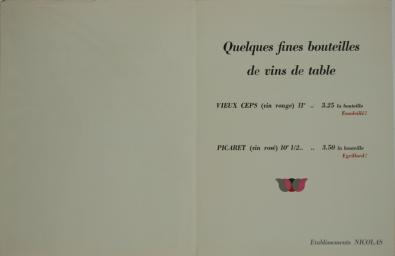 Quelques fines bouteilles
de vins de table
VIEUX CEPS (vin rouge) 11° .. 3.25 la bouteille
PICARET (vin rosé) 10° 1/2.. .. 3.50 la bouteille
Egrillard!
Etablissements NICOLAS